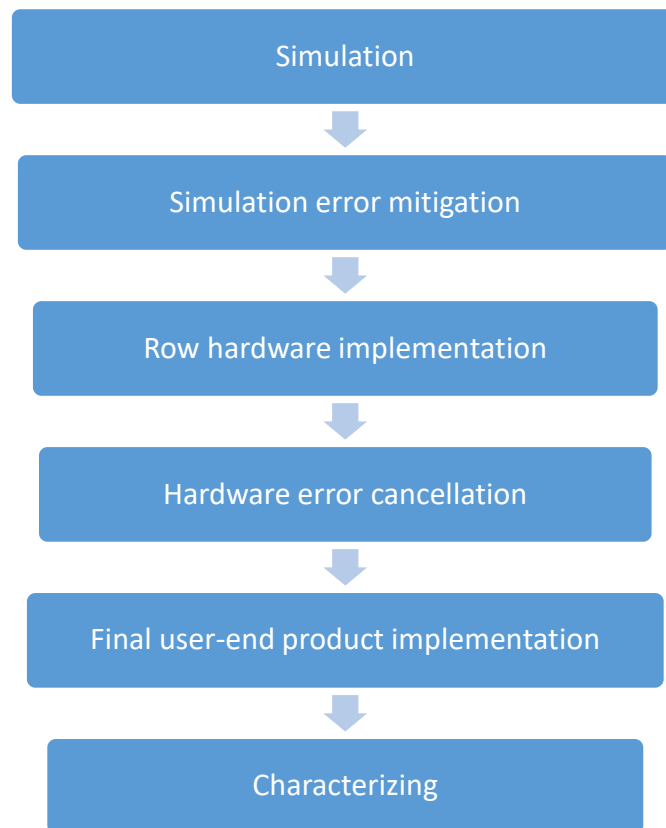 Simulation
Simulation error mitigation
Row hardware implementation
Hardware error cancellation
Final user-end product implementation
Characterizing